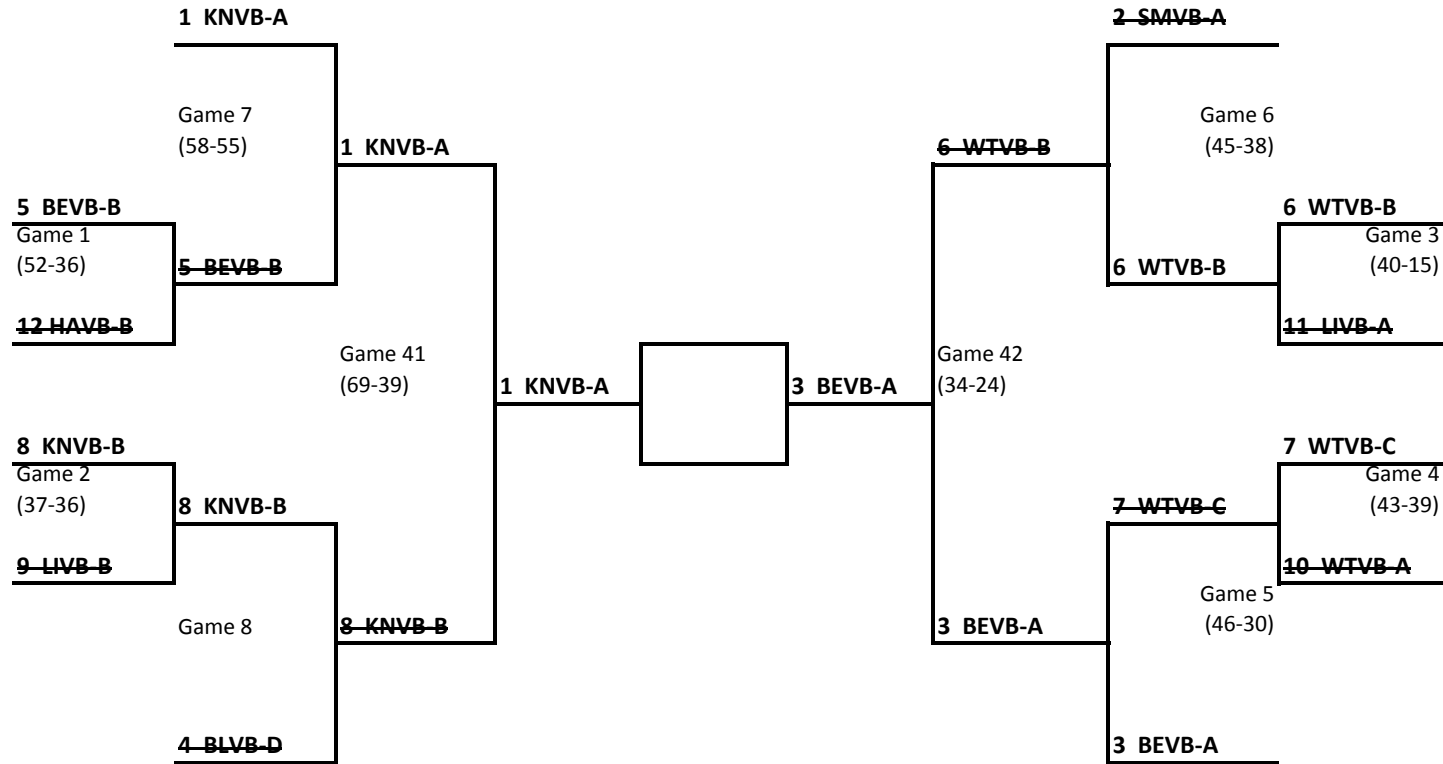 1 KNVB-A
2 SMVB-A
Game 7
(58-55)
Game 6
(45-38)
1 KNVB-A
6 WTVB-B
5 BEVB-B
6 WTVB-B
Game 1
(52-36)
Game 3
(40-15)
5 BEVB-B
6 WTVB-B
12 HAVB-B
11 LIVB-A
Game 41
(69-39)
Game 42
(34-24)
1 KNVB-A
3 BEVB-A
8 KNVB-B
7 WTVB-C
Game 2
(37-36)
Game 4
(43-39)
8 KNVB-B
7 WTVB-C
9 LIVB-B
10 WTVB-A
Game 5
(46-30)
Game 8
8 KNVB-B
3 BEVB-A
4 BLVB-D
3 BEVB-A